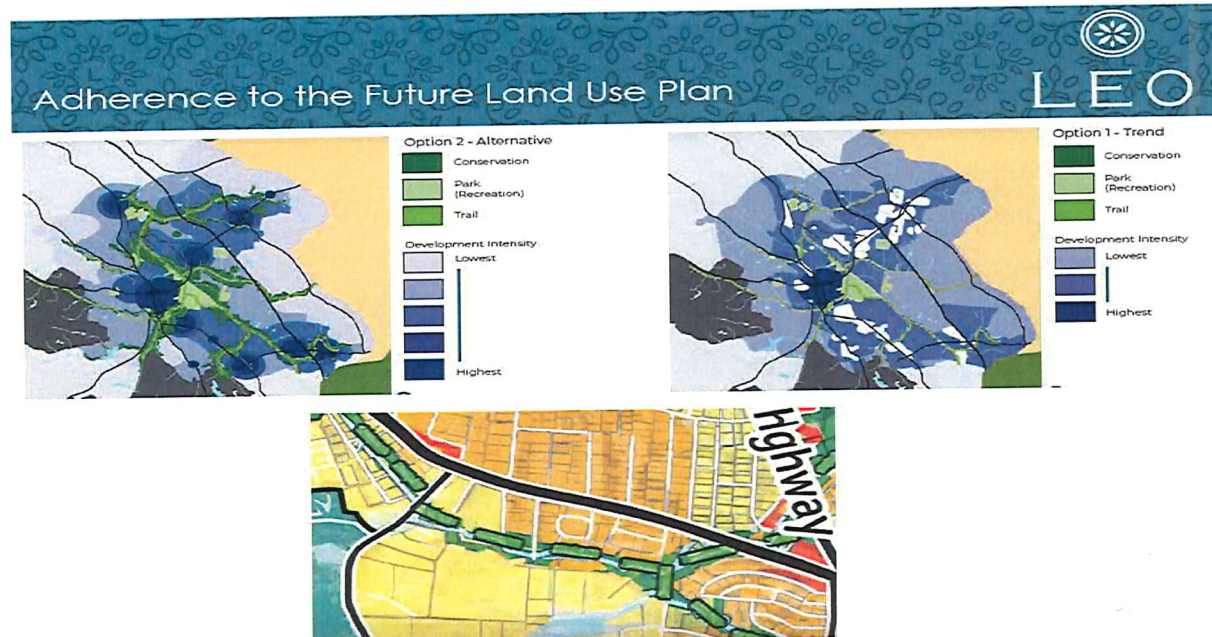 Adherence to the Future Land Use Plan
LEO
Option 2 - Alternative
Conservation
Park
(Recreation)
Trail
Development Intensity
Lowest
Highest
Option 1 - Trend
Conservation
Park
(Recreation)
Trail
Development Intensity
Lowest
Highest
Hghway